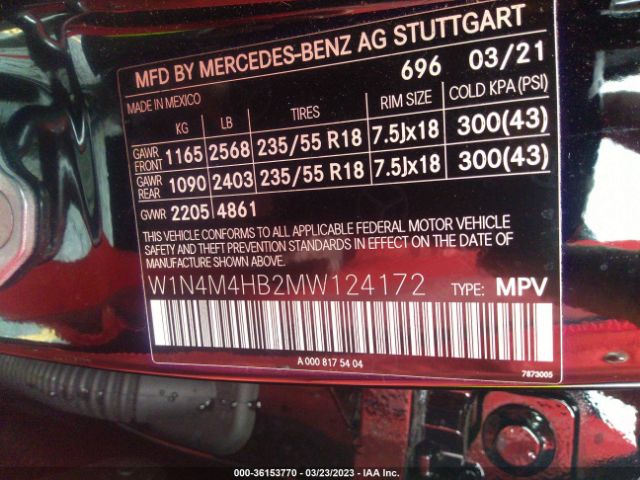 MFD BY MERCEDES-BENZ AG STUTTGART
696 03/21
MADE IN MEXICO
KG LB TIRES RIM SIZE COLD KPA (PSI)
GAWR FRONT 1165 2568 235/55 R18 7.5Jx18 300(43)
GAWR REAR 1090 2403 235/55 R18 7.5Jx18 300(43)
GVWR 2205 4861
THIS VEHICLE CONFORMS TO ALL APPLICABLE FEDERAL MOTOR VEHICLE
SAFETY AND THEFT PREVENTION STANDARDS IN EFFECT ON THE DATE OF
MANUFACTURE SHOWN ABOVE.
W1N4M4HB2MW124172 TYPE: MPV
A 000 817 54 04
7873005
000-36153770 - 03/23/2023 - IAA Inc.